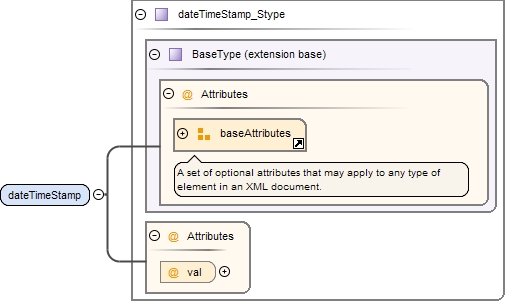 dateTimeStamp_Stype
BaseType (extension base)
@ Attributes
baseAttributes
A set of optional attributes that may apply to any type of
element in an XML document.
dateTimeStamp
@ Attributes
@ val